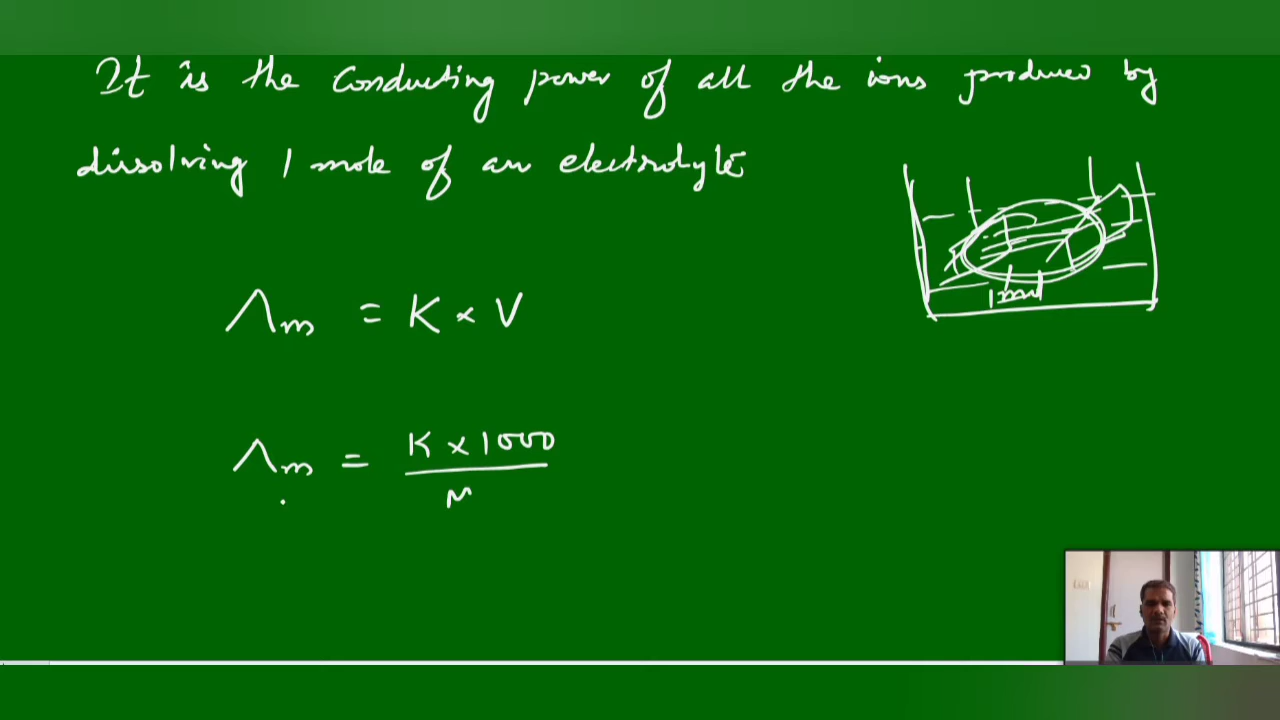 It is the conducting power of all the ions produced by
dissolving 1 mole of an electrolyte
Λm = K × V
Λm = K × 1000
M